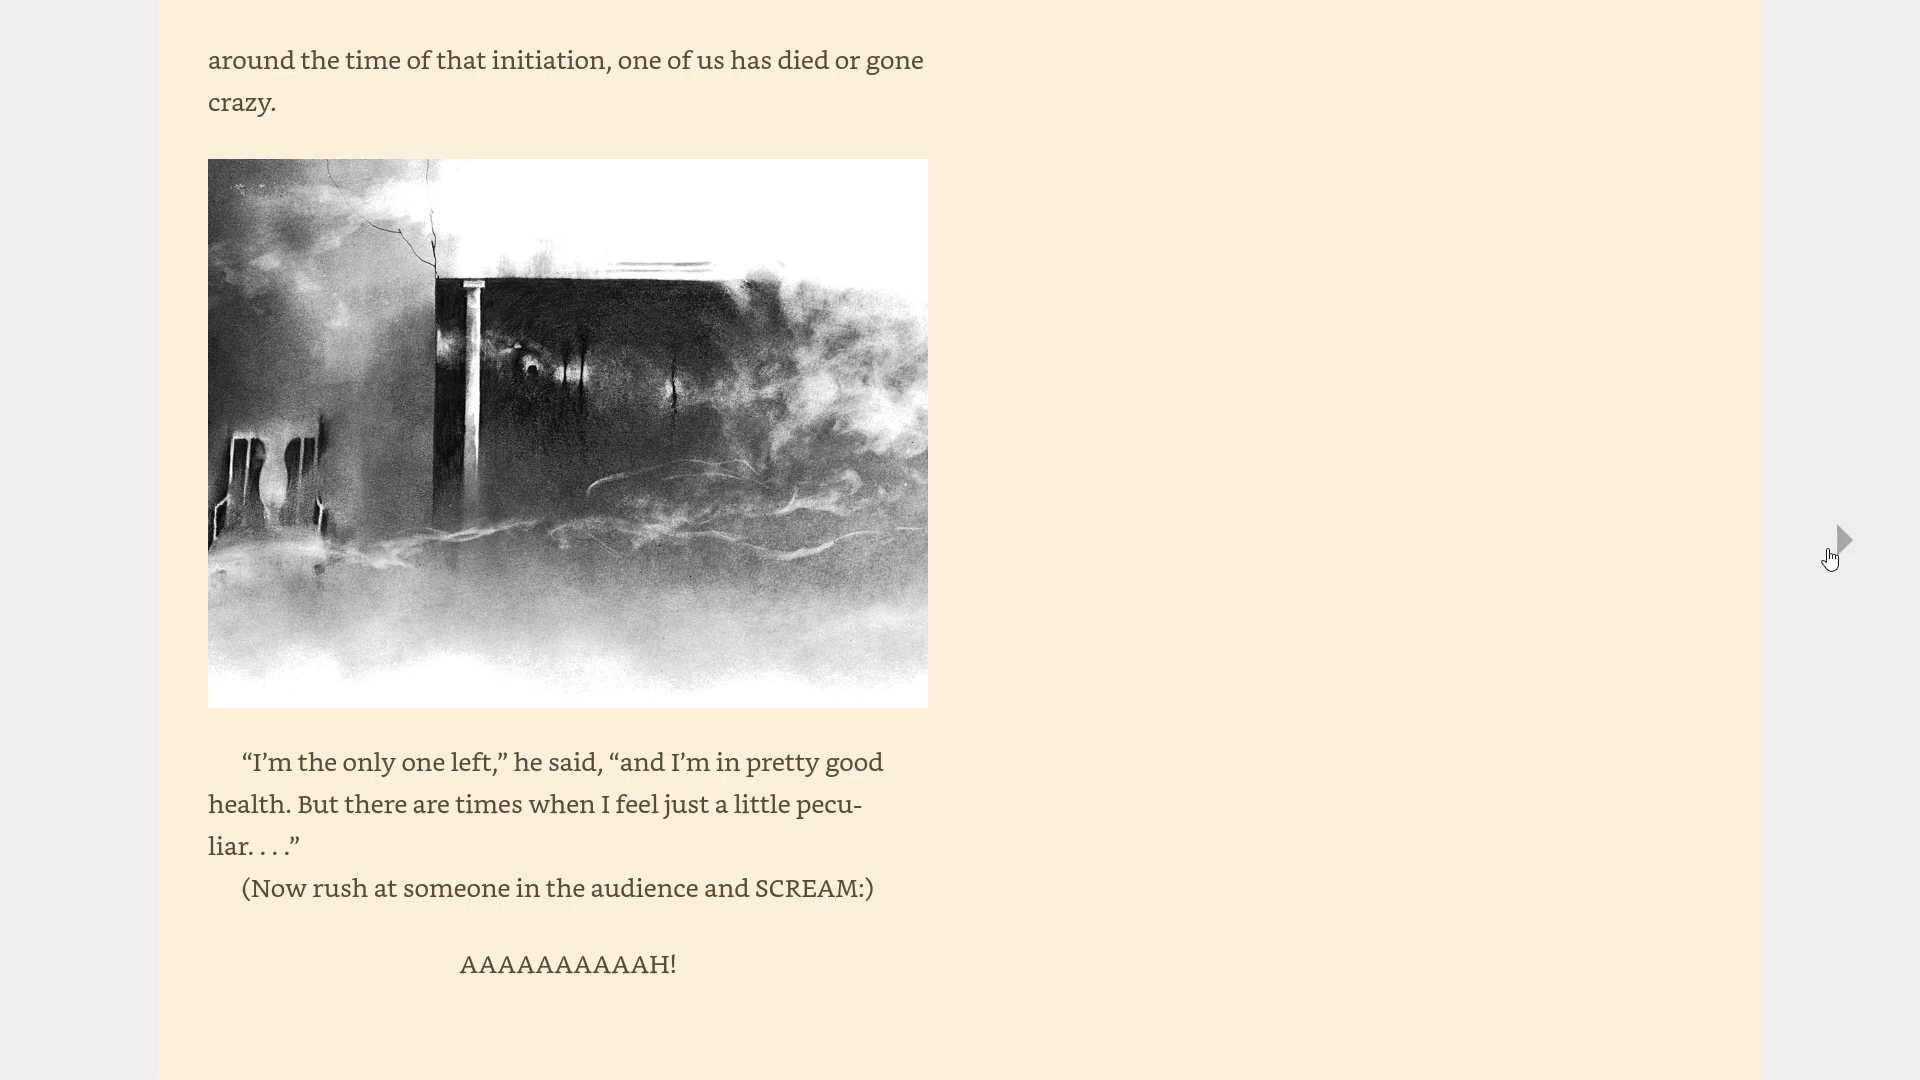 around the time of that initiation, one of us has died or gone
crazy.
“I’m the only one left,” he said, “and I’m in pretty good
health. But there are times when I feel just a little pecu-
liar. . . .”
(Now rush at someone in the audience and SCREAM:)
AAAAAAAAAAH!